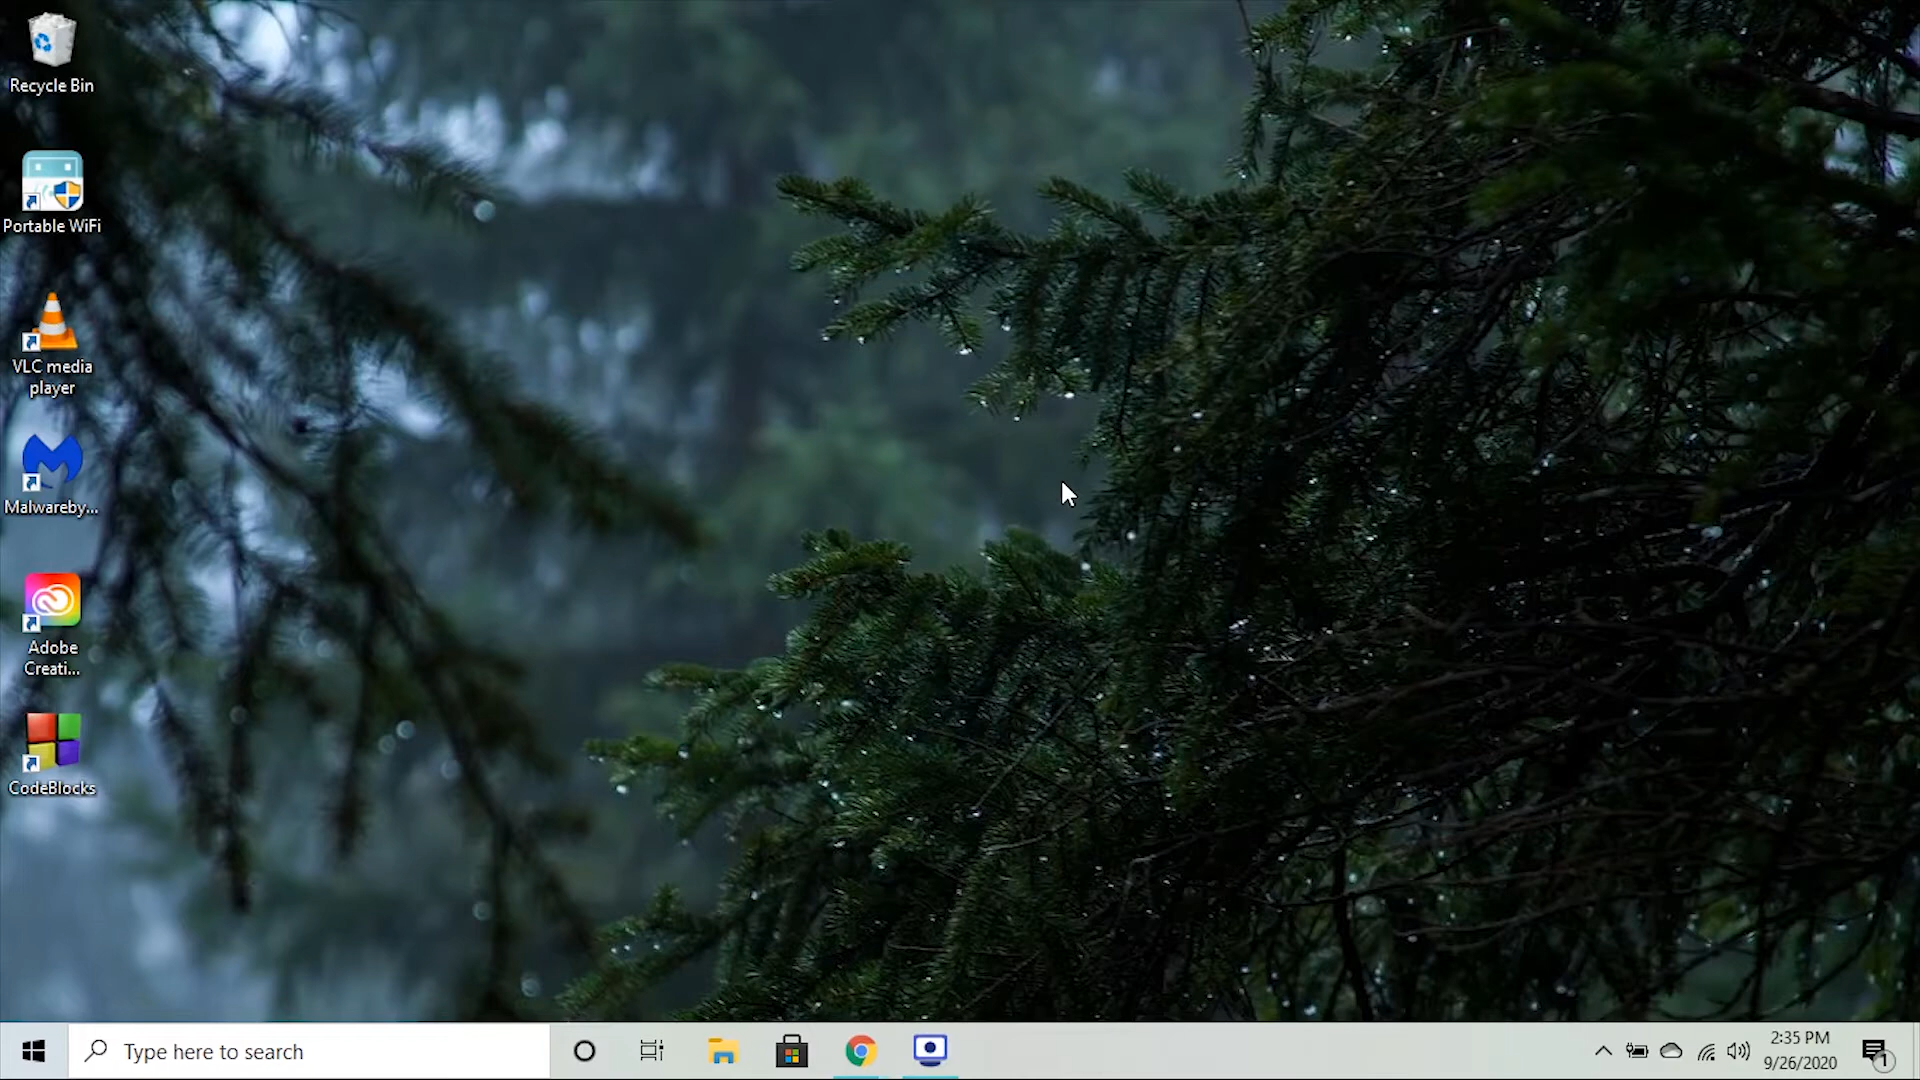 Recycle Bin
Portable WiFi
VLC media
player
Malwareby...
Adobe
Creati...
CodeBlocks
Type here to search
2:35 PM
9/26/2020
1